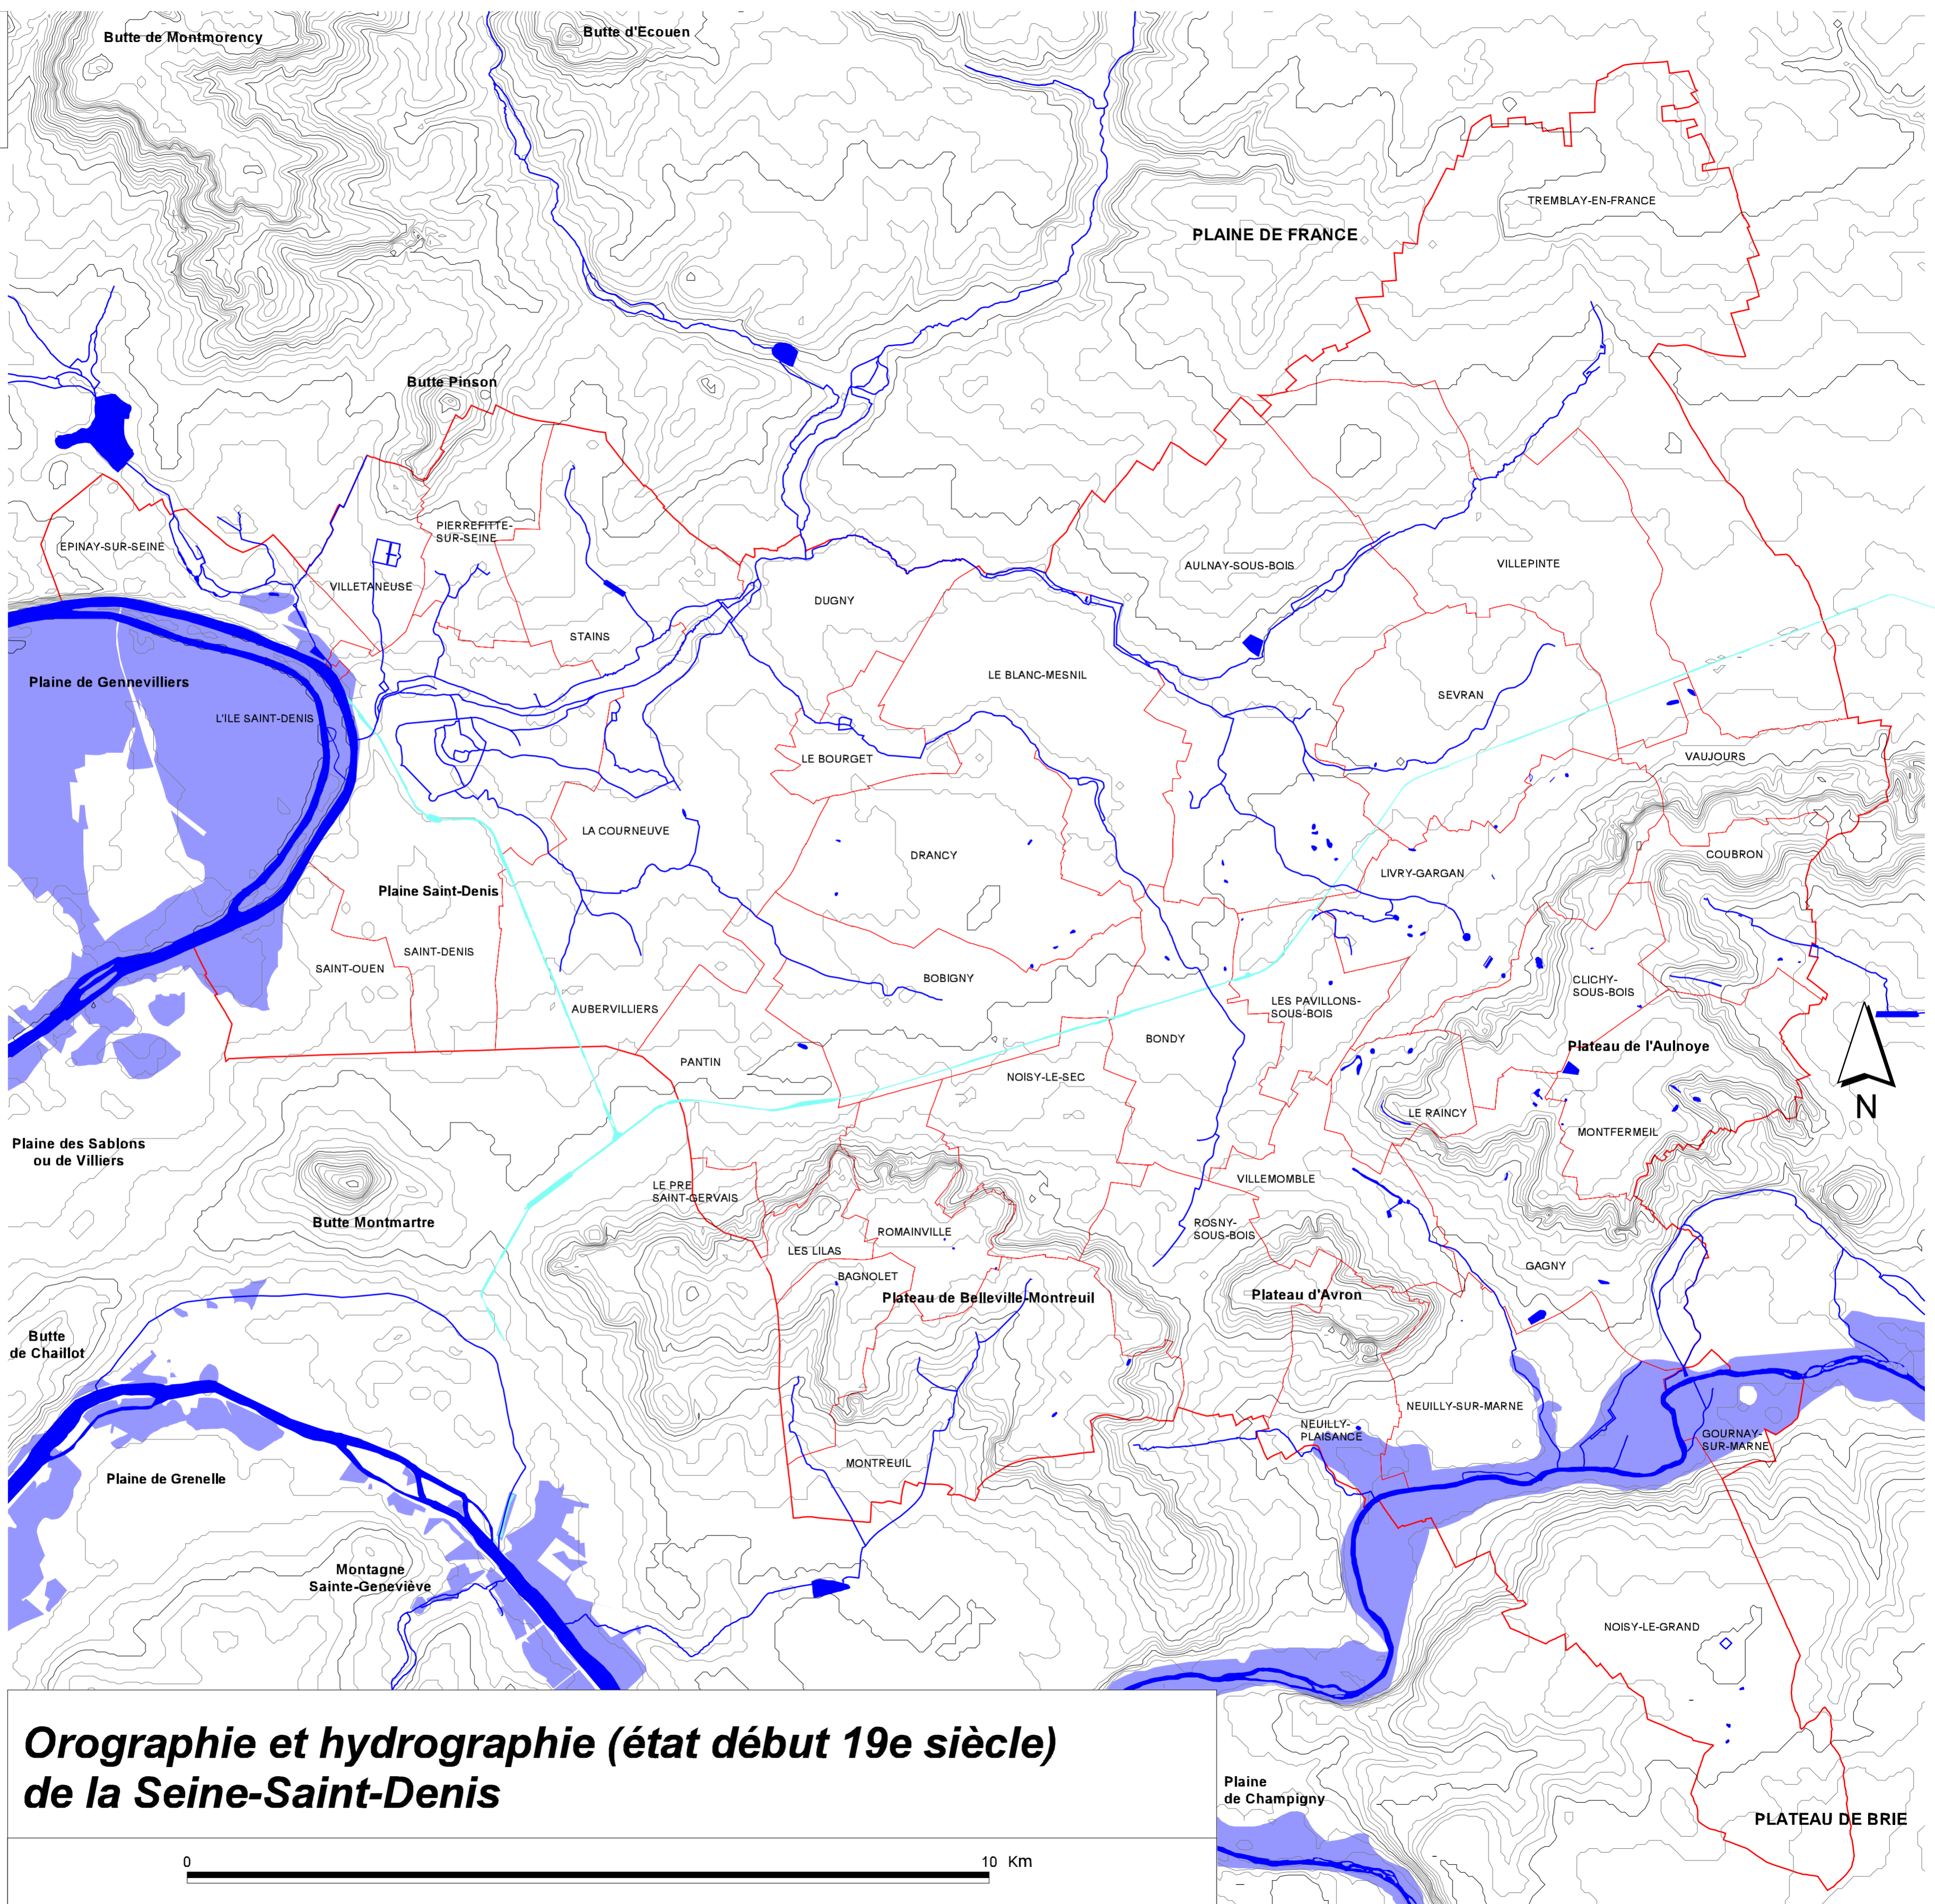 Butte de Montmorency
Butte d'Ecouen
TREMBLAY-EN-FRANCE
PLAINE DE FRANCE
Butte Pinson
EPINAY-SUR-SEINE
PIERREFITTE-
SUR-SEINE
VILLETANEUSE
AULNAY-SOUS-BOIS
VILLEPINTE
DUGNY
STAINS
LE BLANC-MESNIL
Plaine de Gennevilliers
SEVRAN
L'ILE SAINT-DENIS
LE BOURGET
VAUJOURS
LA COURNEUVE
DRANCY
COUBRON
LIVRY-GARGAN
Plaine Saint-Denis
SAINT-DENIS
SAINT-OUEN
BOBIGNY
CLICHY-
SOUS-BOIS
AUBERVILLIERS
LES PAVILLONS-
SOUS-BOIS
BONDY
Plateau de l'Aulnoye
PANTIN
NOISY-LE-SEC
N
LE RAINCY
MONTFERMEIL
Plaine des Sablons
ou de Villiers
LE PRE
SAINT-GERVAIS
VILLEMOMBLE
Butte Montmartre
ROMAINVILLE
ROSNY-
SOUS-BOIS
LES LILAS
GAGNY
BAGNOLET
Plateau de Belleville-Montreuil
Plateau d'Avron
Butte
de Chaillot
NEUILLY-SUR-MARNE
NEUILLY-
PLAISANCE
GOURNAY-
SUR-MARNE
MONTREUIL
Plaine de Grenelle
Montagne
Sainte-Geneviève
NOISY-LE-GRAND
Orographie et hydrographie (état début 19e siècle)
de la Seine-Saint-Denis
Plaine
de Champigny
PLATEAU DE BRIE
0 10 Km